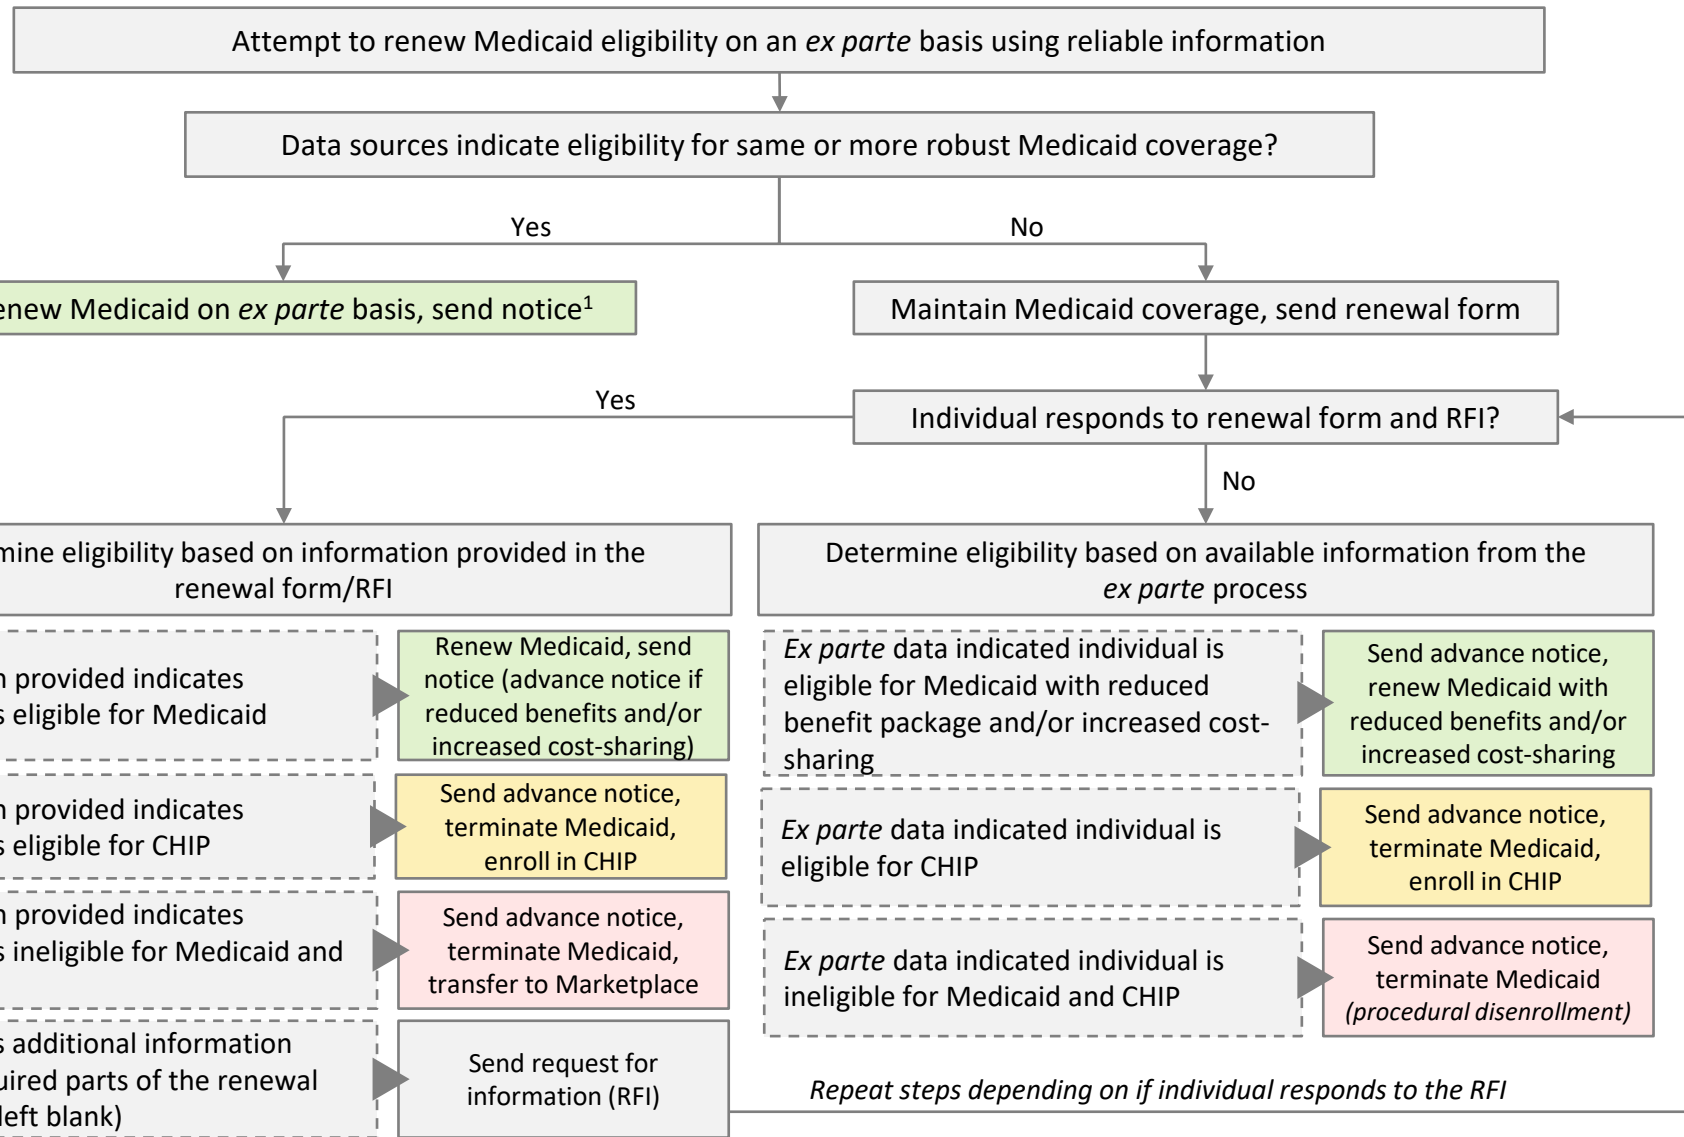 Attempt to renew Medicaid eligibility on an ex parte basis using reliable information
Data sources indicate eligibility for same or more robust Medicaid coverage?
Yes
No
enew Medicaid on ex parte basis, send notice¹
Maintain Medicaid coverage, send renewal form
Yes
Individual responds to renewal form and RFI?
No
mine eligibility based on information provided in the
renewal form/RFI
Determine eligibility based on available information from the
ex parte process
n provided indicates
s eligible for Medicaid
Renew Medicaid, send
notice (advance notice if
reduced benefits and/or
increased cost-sharing)
Ex parte data indicated individual is
eligible for Medicaid with reduced
benefit package and/or increased cost-
sharing
Send advance notice,
renew Medicaid with
reduced benefits and/or
increased cost-sharing
n provided indicates
s eligible for CHIP
Send advance notice,
terminate Medicaid,
enroll in CHIP
Ex parte data indicated individual is
eligible for CHIP
Send advance notice,
terminate Medicaid,
enroll in CHIP
n provided indicates
s ineligible for Medicaid and
Send advance notice,
terminate Medicaid,
transfer to Marketplace
Ex parte data indicated individual is
ineligible for Medicaid and CHIP
Send advance notice,
terminate Medicaid
(procedural disenrollment)
s additional information
uired parts of the renewal
left blank)
Send request for
information (RFI)
Repeat steps depending on if individual responds to the RFI